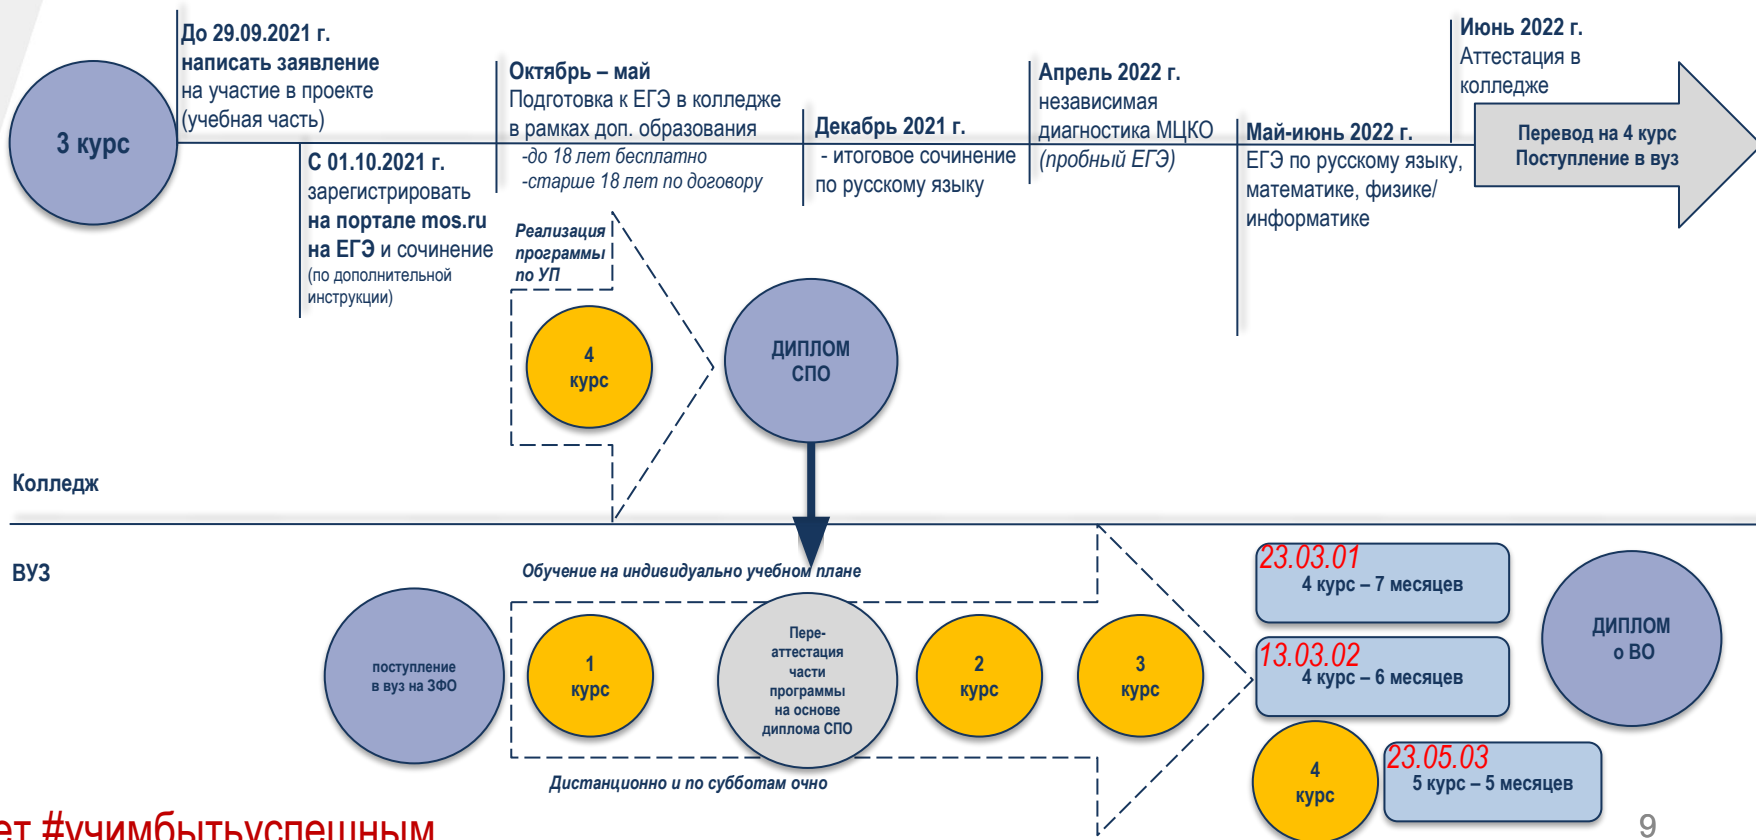 3 курс
До 29.09.2021 г.
написать заявление
на участие в проекте
(учебная часть)
С 01.10.2021 г.
зарегистрировать
на портале mos.ru
на ЕГЭ и сочинение
(по дополнительной
инструкции)
Октябрь – май
Подготовка к ЕГЭ в колледже
в рамках доп. образования
-до 18 лет бесплатно
-старше 18 лет по договору
Декабрь 2021 г.
- итоговое сочинение
по русскому языку
Апрель 2022 г.
независимая
диагностика МЦКО
(пробный ЕГЭ)
Май-июнь 2022 г.
ЕГЭ по русскому языку,
математике, физике/
информатике
Июнь 2022 г.
Аттестация в
колледже
Перевод на 4 курс
Поступление в вуз
Реализация
программы
по УП
4
курс
ДИПЛОМ
СПО
Колледж
ВУЗ
Обучение на индивидуально учебном плане
поступление
в вуз на ЗФО
1
курс
Пере-
аттестация
части
программы
на основе
диплома СПО
2
курс
3
курс
Дистанционно и по субботам очно
23.03.01
4 курс – 7 месяцев
13.03.02
4 курс – 6 месяцев
4
курс
23.05.03
5 курс – 5 месяцев
ДИПЛОМ
о ВО
ет #учимбытьуспешным
9